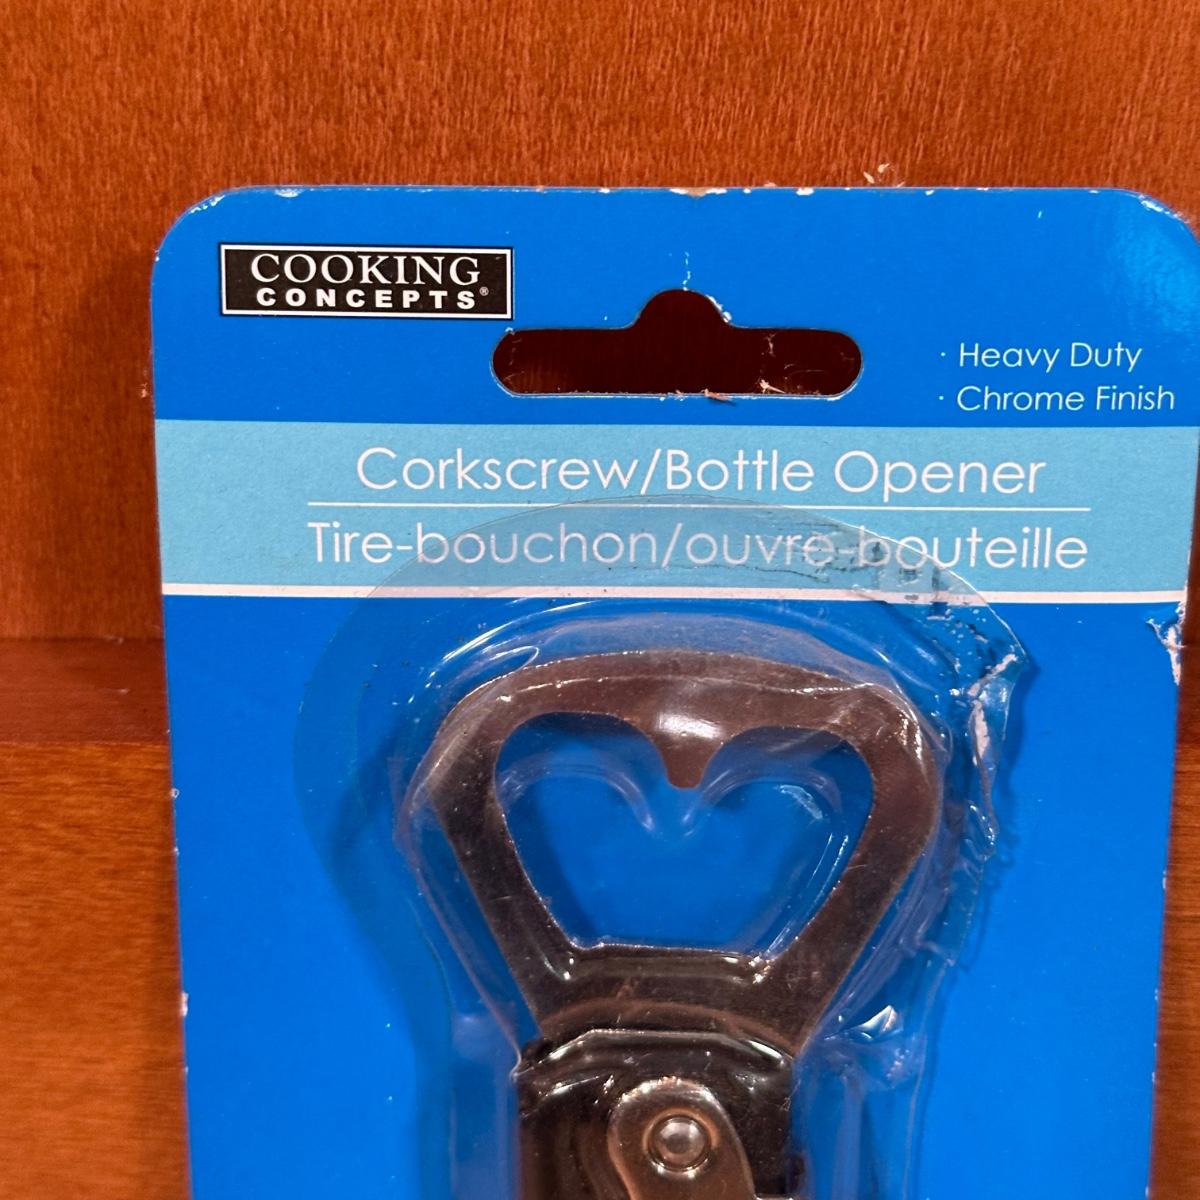 COOKING
CONCEPTS®
· Heavy Duty
· Chrome Finish
Corkscrew/Bottle Opener
Tire-bouchon/ouvre-bouteille